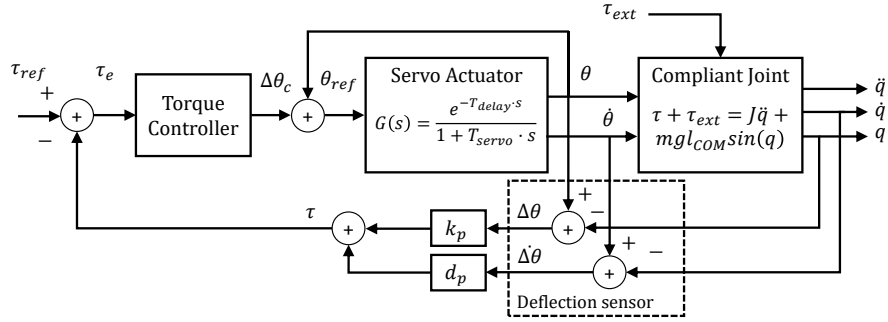 τ_ext
τ_ref
+
−
+
τ_e
Torque
Controller
Δθ_c
+
θ_ref
Servo Actuator
G(s) = e^{−T_delay·s} / (1 + T_servo · s)
θ
θ̇
Compliant Joint
τ + τ_ext = Jq̈ +
mgl_COM sin(q)
q̈
q̇
q
τ
+
k_p
Δθ
+
−
+
d_p
Δθ̇
+
−
+
Deflection sensor